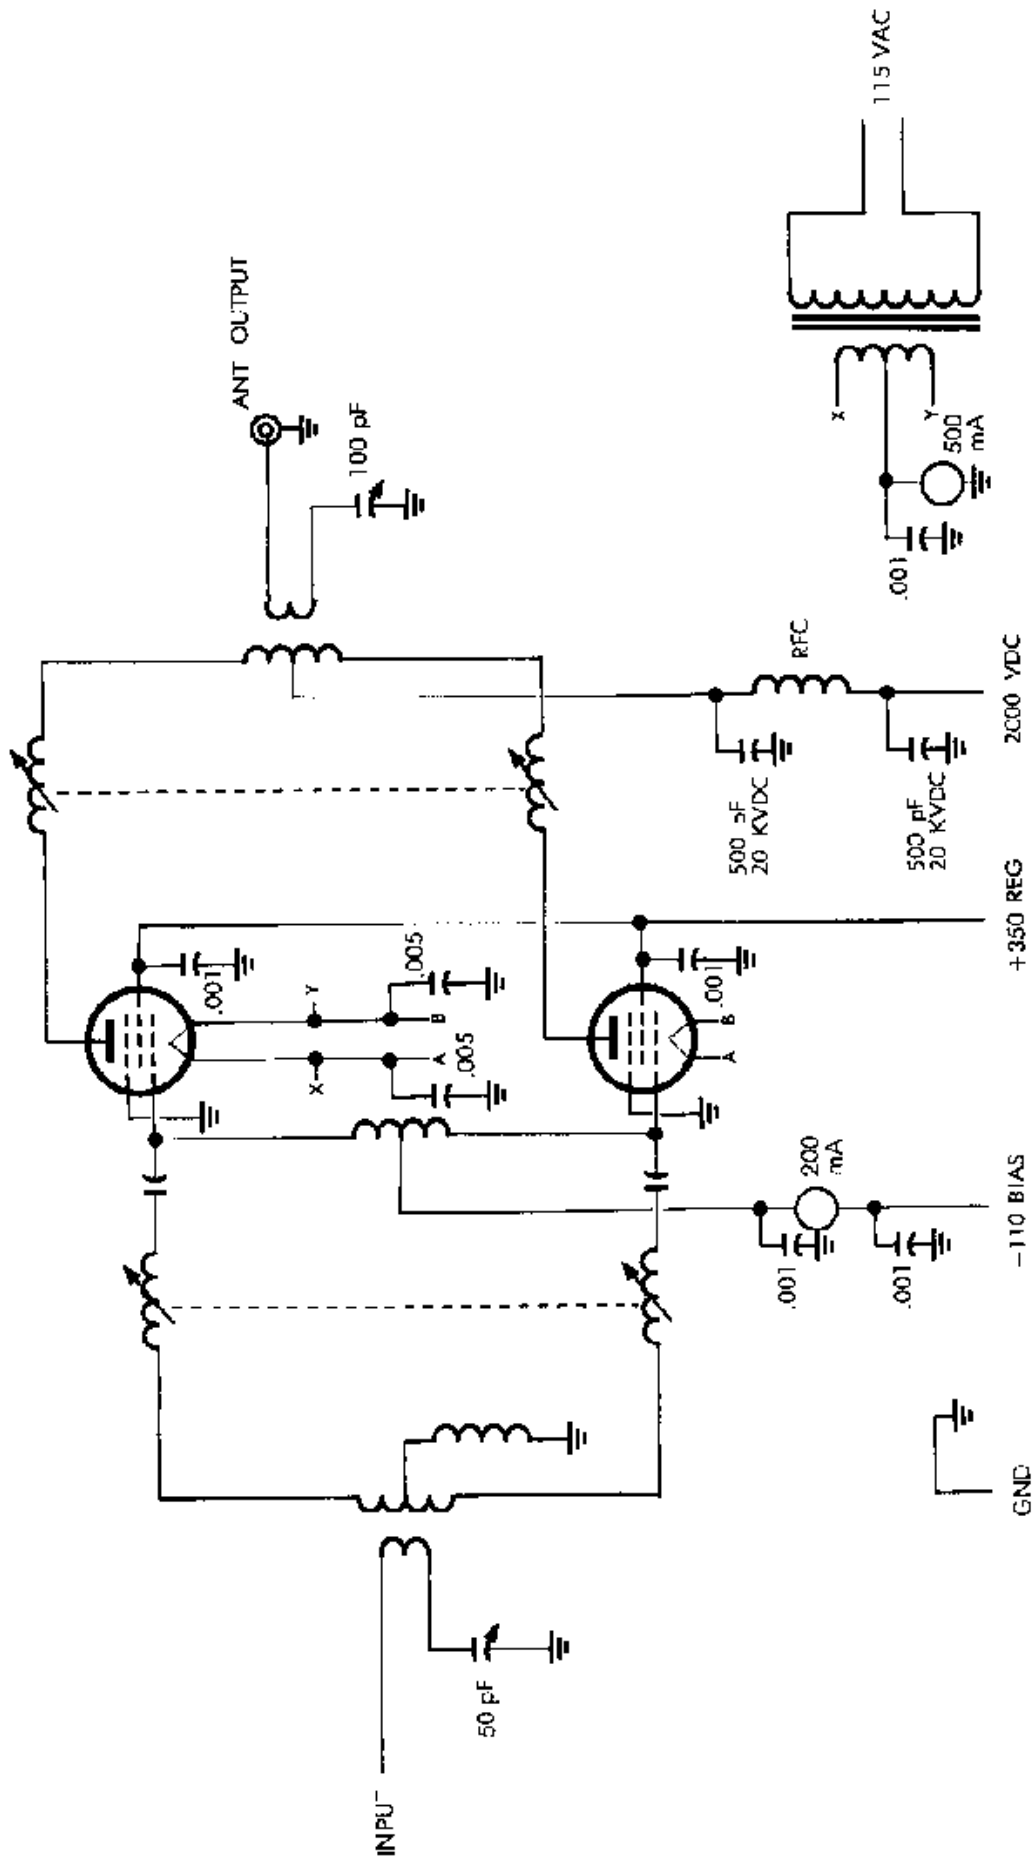 ANT OUTPUT
100 pF
115 VAC
.001
.005
Y
B
X
A
.005
.001
B
A
X
Y
500
mA
.001
RFC
500 pF
20 KVDC
500 pF
20 KVDC
200
mA
.001
.001
50 pF
INPUT
GND
-110 BIAS
+350 REG
2000 VDC